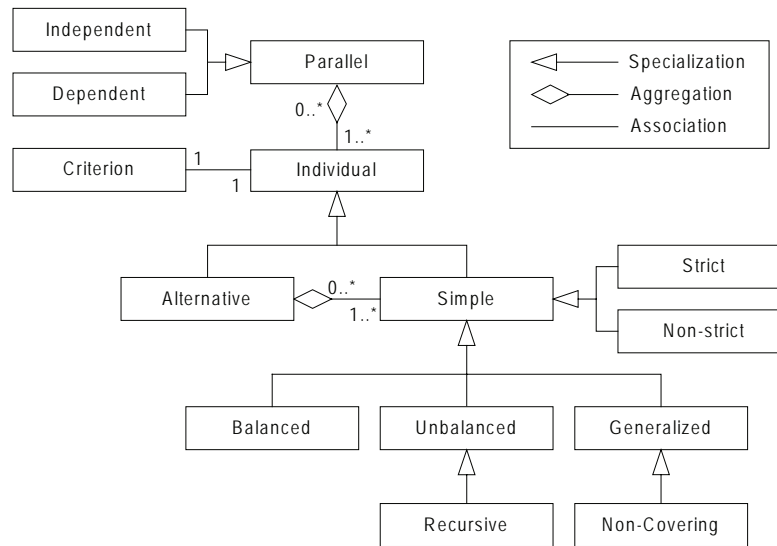 Independent
Parallel
Specialization
Dependent
Aggregation
0..*
Association
1..*
1
Criterion
Individual
1
Strict
0..*
Alternative
Simple
1..*
Non-strict
Balanced
Unbalanced
Generalized
Recursive
Non-Covering